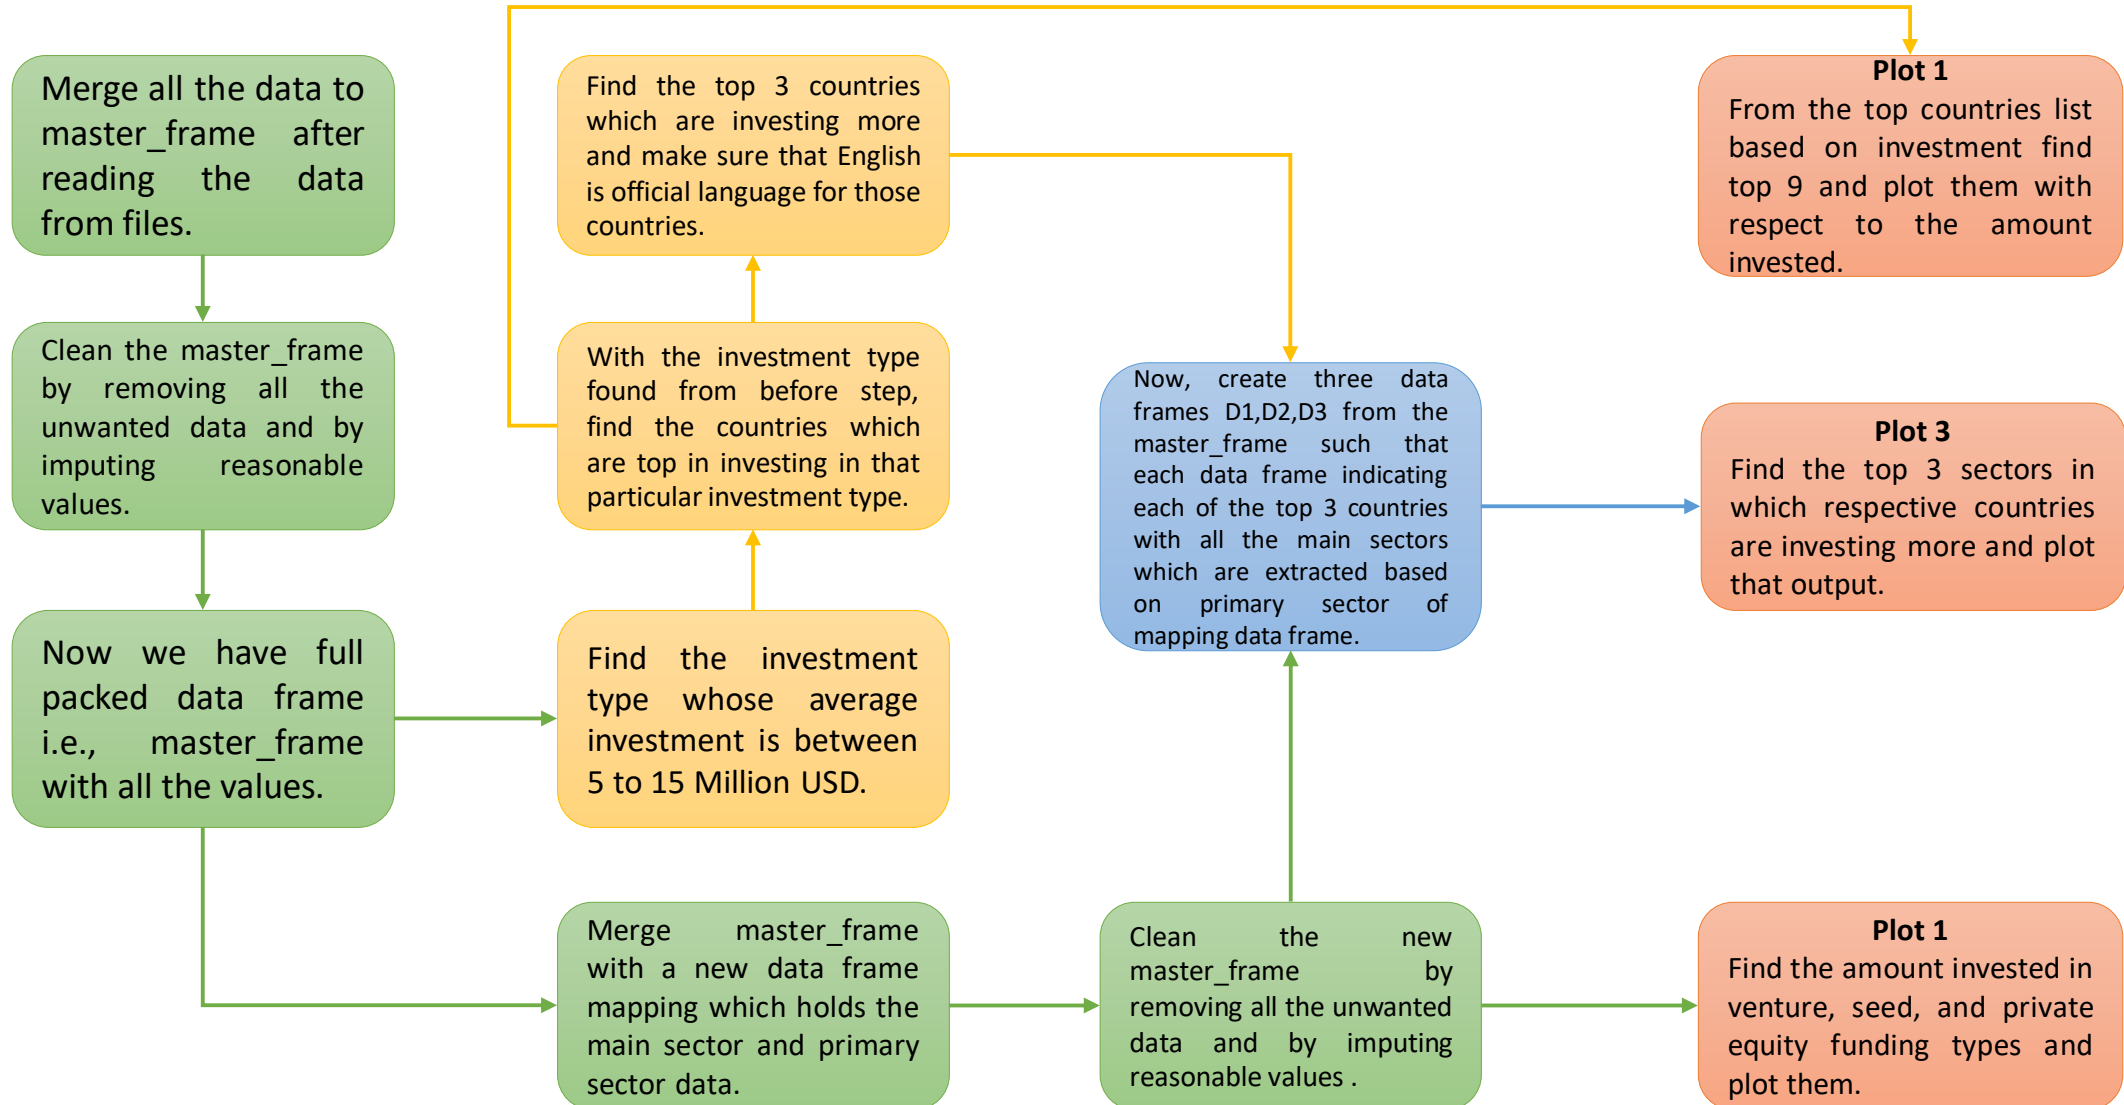 Merge all the data to
master_frame after
reading the data
from files.
Clean the master_frame
by removing all the
unwanted data and by
imputing reasonable
values.
Now we have full
packed data frame
i.e., master_frame
with all the values.
Find the top 3 countries
which are investing more
and make sure that English
is official language for those
countries.
With the investment type
found from before step,
find the countries which
are top in investing in that
particular investment type.
Find the investment
type whose average
investment is between
5 to 15 Million USD.
Merge master_frame
with a new data frame
mapping which holds the
main sector and primary
sector data.
Now, create three data
frames D1,D2,D3 from the
master_frame such that
each data frame indicating
each of the top 3 countries
with all the main sectors
which are extracted based
on primary sector of
mapping data frame.
Clean the new
master_frame by
removing all the unwanted
data and by imputing
reasonable values .
Plot 1
From the top countries list
based on investment find
top 9 and plot them with
respect to the amount
invested.
Plot 3
Find the top 3 sectors in
which respective countries
are investing more and plot
that output.
Plot 1
Find the amount invested in
venture, seed, and private
equity funding types and
plot them.